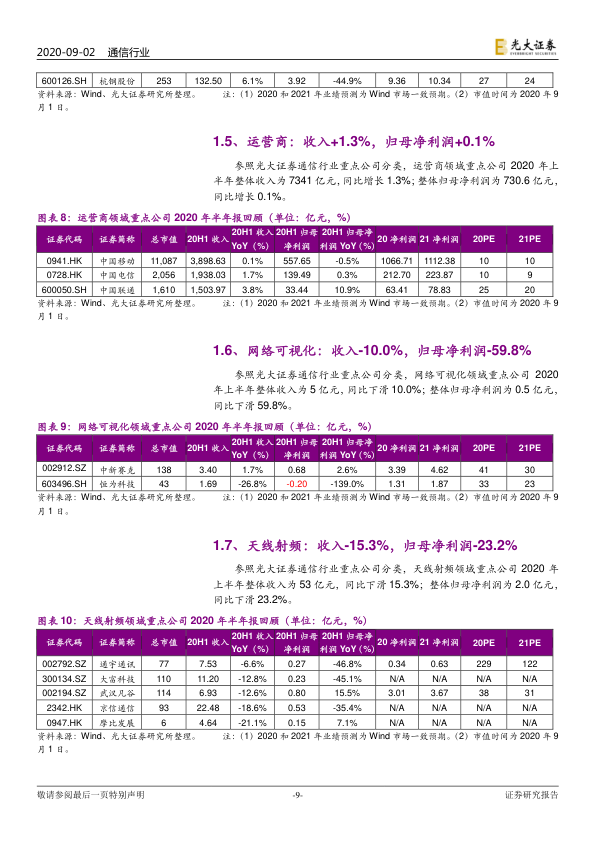 2020-09-02 通信行业
光大证券
EVERBRIGHT SECURITIES
600126.SH 杭钢股份 253 132.50 6.1% 3.92 -44.9% 9.36 10.34 27 24
资料来源：Wind、光大证券研究所整理。 注：（1）2020 和 2021 年业绩预测为 Wind 市场一致预期。（2）市值时间为 2020 年 9
月 1 日。
1.5、运营商：收入+1.3%，归母净利润+0.1%
参照光大证券通信行业重点公司分类，运营商领域重点公司 2020 年上
半年整体收入为 7341 亿元，同比增长 1.3%；整体归母净利润为 730.6 亿元，
同比增长 0.1%。
图表 8：运营商领域重点公司 2020 年半年报回顾（单位：亿元，%）
证券代码 证券简称 总市值 20H1 收入 20H1 收入 YoY（%） 20H1 归母净利润 20H1 归母净利润 YoY（%） 20 净利润 21 净利润 20PE 21PE
0941.HK 中国移动 11,087 3,898.63 0.1% 557.65 -0.5% 1066.71 1112.38 10 10
0728.HK 中国电信 2,056 1,938.03 1.7% 139.49 0.3% 212.70 223.87 10 9
600050.SH 中国联通 1,610 1,503.97 3.8% 33.44 10.9% 63.41 78.83 25 20
资料来源：Wind、光大证券研究所整理。 注：（1）2020 和 2021 年业绩预测为 Wind 市场一致预期。（2）市值时间为 2020 年 9
月 1 日。
1.6、网络可视化：收入-10.0%，归母净利润-59.8%
参照光大证券通信行业重点公司分类，网络可视化领域重点公司 2020
年上半年整体收入为 5 亿元，同比下滑 10.0%；整体归母净利润为 0.5 亿元，
同比下滑 59.8%。
图表 9：网络可视化领域重点公司 2020 年半年报回顾（单位：亿元，%）
证券代码 证券简称 总市值 20H1 收入 20H1 收入 YoY（%） 20H1 归母净利润 20H1 归母净利润 YoY（%） 20 净利润 21 净利润 20PE 21PE
002912.SZ 中新赛克 138 3.40 1.7% 0.68 2.6% 3.39 4.62 41 30
603496.SH 恒为科技 43 1.69 -26.8% -0.20 -139.0% 1.31 1.87 33 23
资料来源：Wind、光大证券研究所整理。 注：（1）2020 和 2021 年业绩预测为 Wind 市场一致预期。（2）市值时间为 2020 年 9
月 1 日。
1.7、天线射频：收入-15.3%，归母净利润-23.2%
参照光大证券通信行业重点公司分类，天线射频领域重点公司 2020 年
上半年整体收入为 53 亿元，同比下滑 15.3%；整体归母净利润为 2.0 亿元，
同比下滑 23.2%。
图表 10：天线射频领域重点公司 2020 年半年报回顾（单位：亿元，%）
证券代码 证券简称 总市值 20H1 收入 20H1 收入 YoY（%） 20H1 归母净利润 20H1 归母净利润 YoY（%） 20 净利润 21 净利润 20PE 21PE
002792.SZ 通宇通讯 77 7.53 -6.6% 0.27 -46.8% 0.34 0.63 229 122
300134.SZ 大富科技 110 11.20 -12.8% 0.23 -45.1% N/A N/A N/A N/A
002194.SZ 武汉凡谷 114 6.93 -12.6% 0.80 15.5% 3.01 3.67 38 31
2342.HK 京信通信 93 22.48 -18.6% 0.53 -35.4% N/A N/A N/A N/A
0947.HK 摩比发展 6 4.64 -21.1% 0.15 7.1% N/A N/A N/A N/A
资料来源：Wind、光大证券研究所整理。 注：（1）2020 和 2021 年业绩预测为 Wind 市场一致预期。（2）市值时间为 2020 年 9
月 1 日。
敬请参阅最后一页特别声明 -9- 证券研究报告